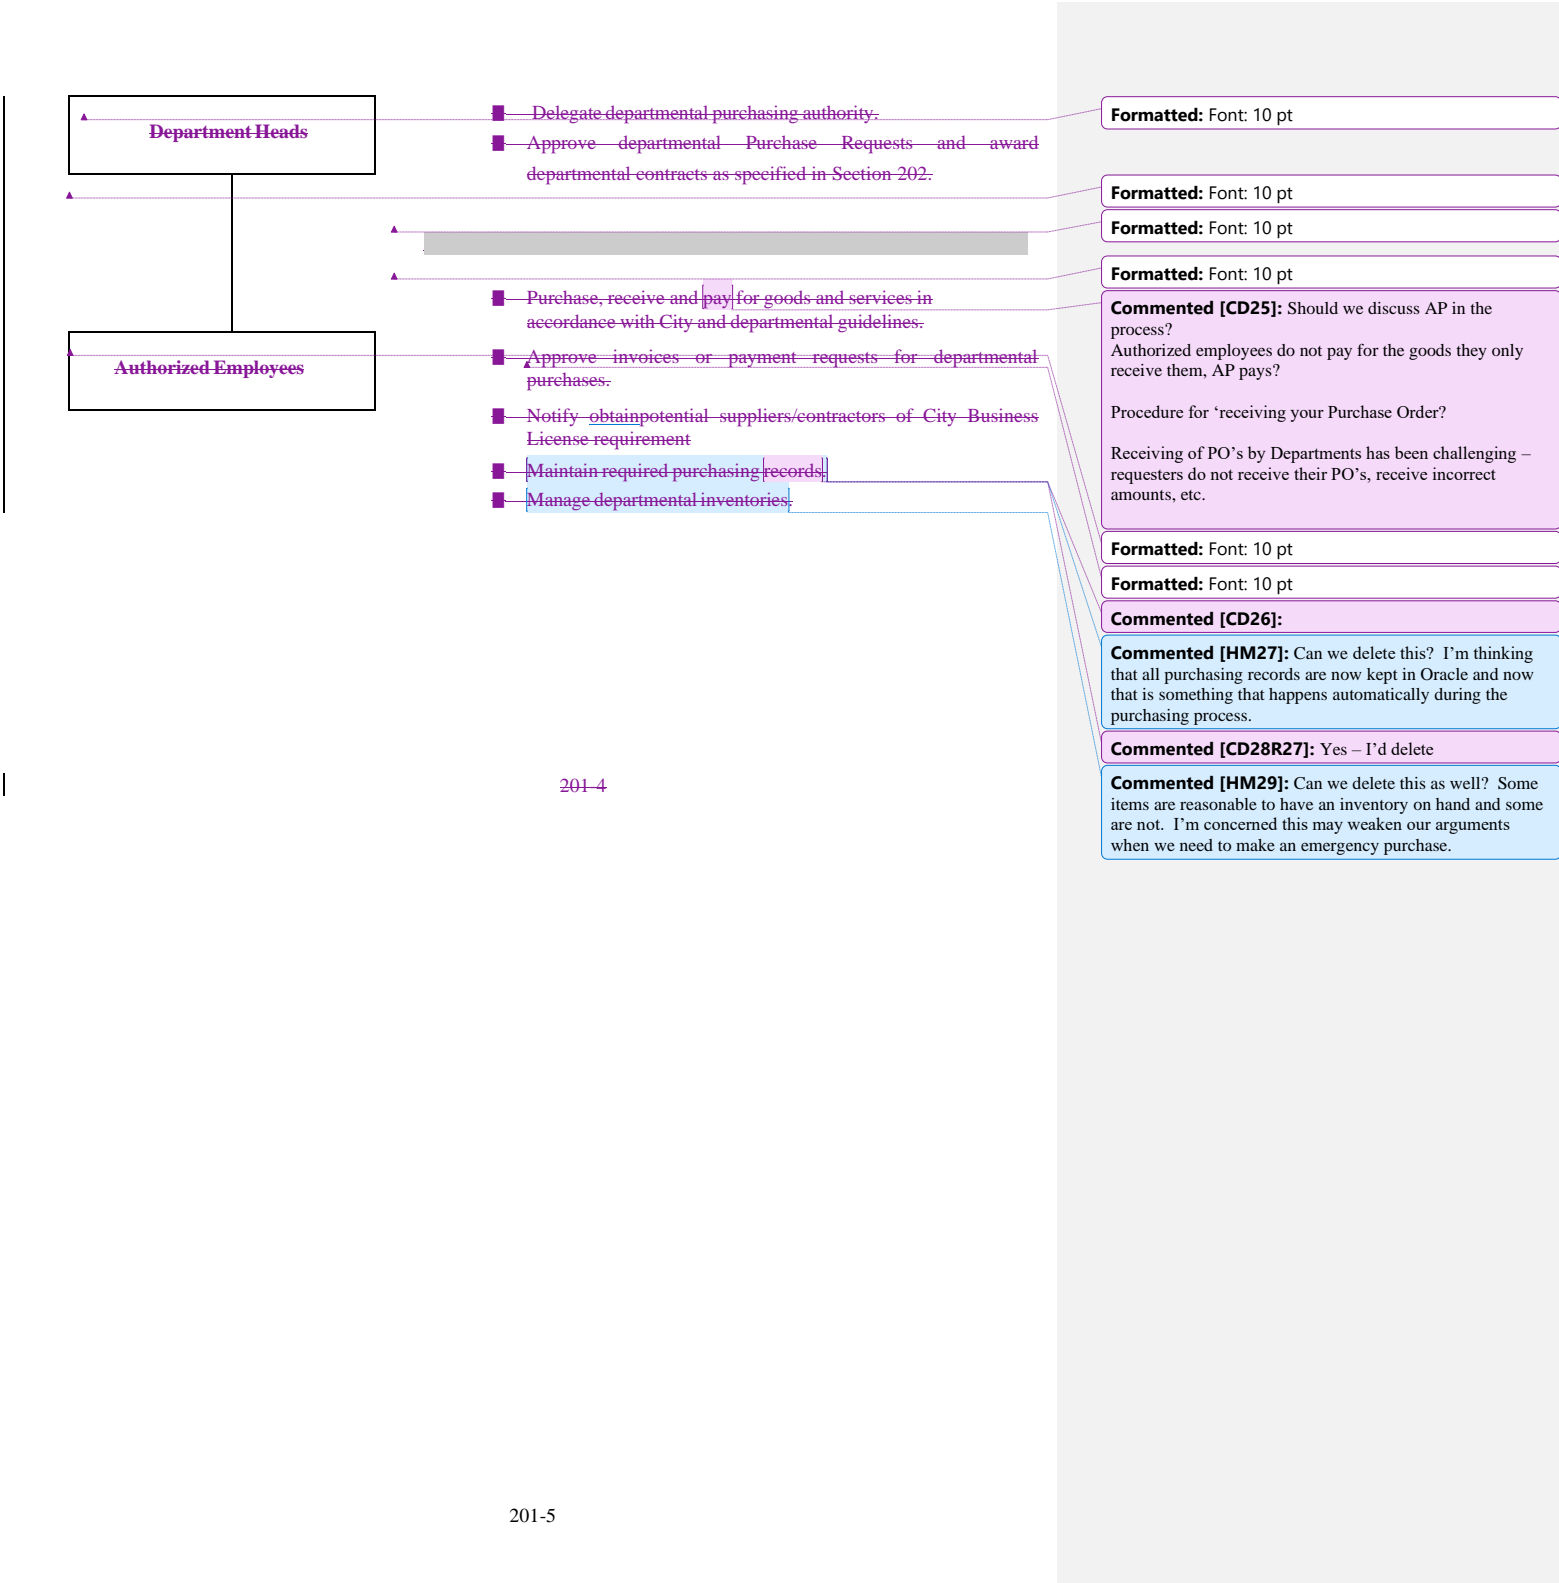 Department Heads
Delegate departmental purchasing authority.
Approve departmental Purchase Requests and award
departmental contracts as specified in Section 202.
Authorized Employees
Purchase, receive and pay for goods and services in
accordance with City and departmental guidelines.
Approve invoices or payment requests for departmental
purchases.
Notify obtainpotential suppliers/contractors of City Business
License requirement
Maintain required purchasing records.
Manage departmental inventories.
201-4
201-5
Formatted: Font: 10 pt
Formatted: Font: 10 pt
Formatted: Font: 10 pt
Formatted: Font: 10 pt
Commented [CD25]: Should we discuss AP in the
process?
Authorized employees do not pay for the goods they only
receive them, AP pays?
Procedure for ‘receiving your Purchase Order?
Receiving of PO’s by Departments has been challenging –
requesters do not receive their PO’s, receive incorrect
amounts, etc.
Formatted: Font: 10 pt
Formatted: Font: 10 pt
Commented [CD26]:
Commented [HM27]: Can we delete this?  I’m thinking
that all purchasing records are now kept in Oracle and now
that is something that happens automatically during the
purchasing process.
Commented [CD28R27]: Yes – I’d delete
Commented [HM29]: Can we delete this as well?  Some
items are reasonable to have an inventory on hand and some
are not.  I’m concerned this may weaken our arguments
when we need to make an emergency purchase.